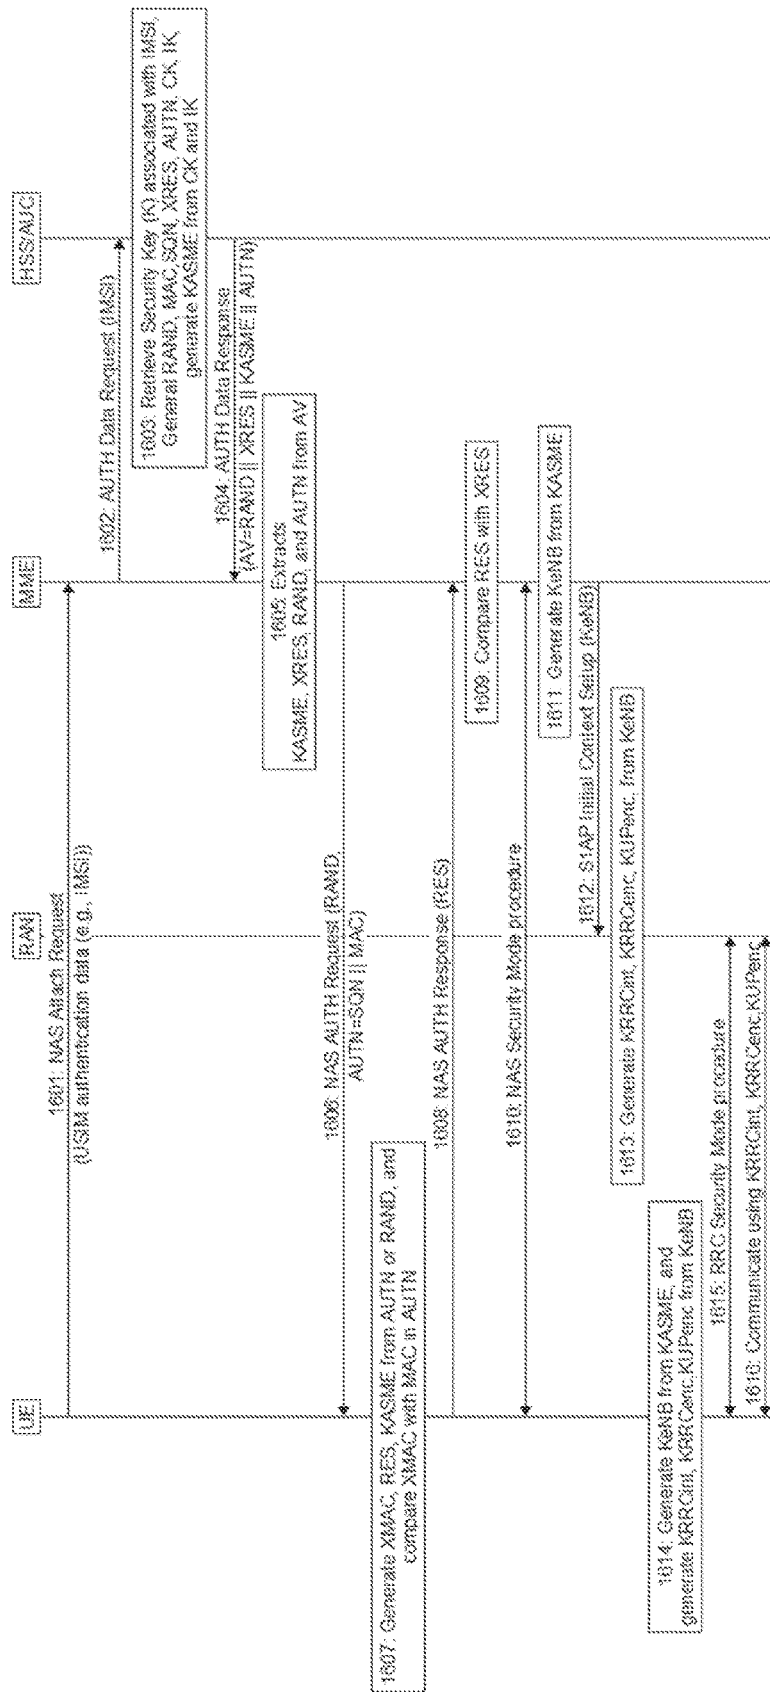 UE
RAN
MME
HSS/AUC
1601: NAS Attach Request
(USIM authentication data (e.g., IMSI))
1602: AUTH Data Request (IMSI)
1603: Retrieve Security Key (K) associated with IMSI,
General RAND, MAC, SQN, XRES, AUTN, CK, IK,
generate KASME from CK and IK
1604: AUTH Data Response
(AV=RAND || XRES || KASME || AUTN)
1605: Extracts
KASME, XRES, RAND, and AUTN from AV
1606: NAS AUTH Request (RAND,
AUTN=SQN || MAC)
1607: Generate XMAC, RES, KASME from AUTN or RAND, and
compare XMAC with MAC in AUTN
1608: NAS AUTH Response (RES)
1609: Compare RES with XRES
1610: NAS Security Mode procedure
1611: Generate KeNB from KASME
1612: S1AP Initial Context Setup (KeNB)
1613: Generate KRRCint, KRRCenc, KUPenc, from KeNB
1614: Generate KeNB from KASME, and
generate KRRCint, KRRCenc,KUPenc from KeNB
1615: RRC Security Mode procedure
1616: Communicate using KRRCint, KRRCenc,KUPenc